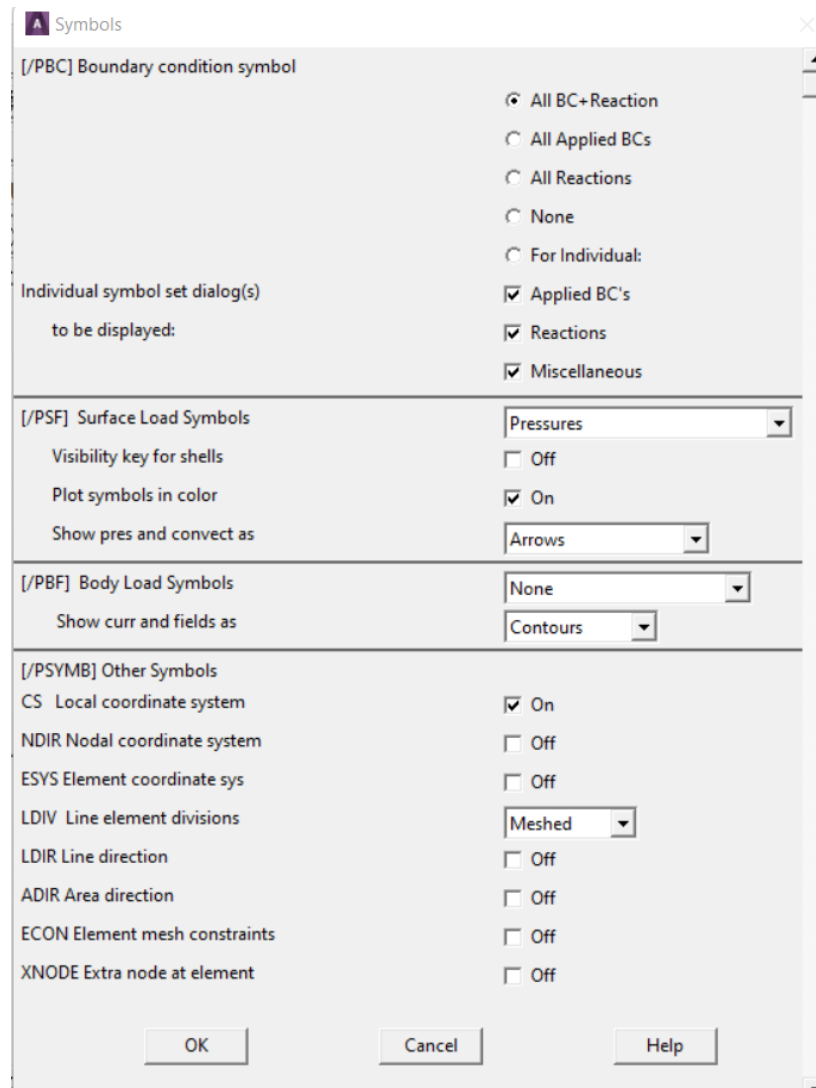 A Symbols
[/PBC] Boundary condition symbol
All BC+Reaction
All Applied BCs
All Reactions
None
For Individual:
Individual symbol set dialog(s) Applied BC's
to be displayed: Reactions
Miscellaneous
[/PSF] Surface Load Symbols Pressures
Visibility key for shells Off
Plot symbols in color On
Show pres and convect as Arrows
[/PBF] Body Load Symbols None
Show curr and fields as Contours
[/PSYMB] Other Symbols
CS Local coordinate system On
NDIR Nodal coordinate system Off
ESYS Element coordinate sys Off
LDIV Line element divisions Meshed
LDIR Line direction Off
ADIR Area direction Off
ECON Element mesh constraints Off
XNODE Extra node at element Off
OK Cancel Help